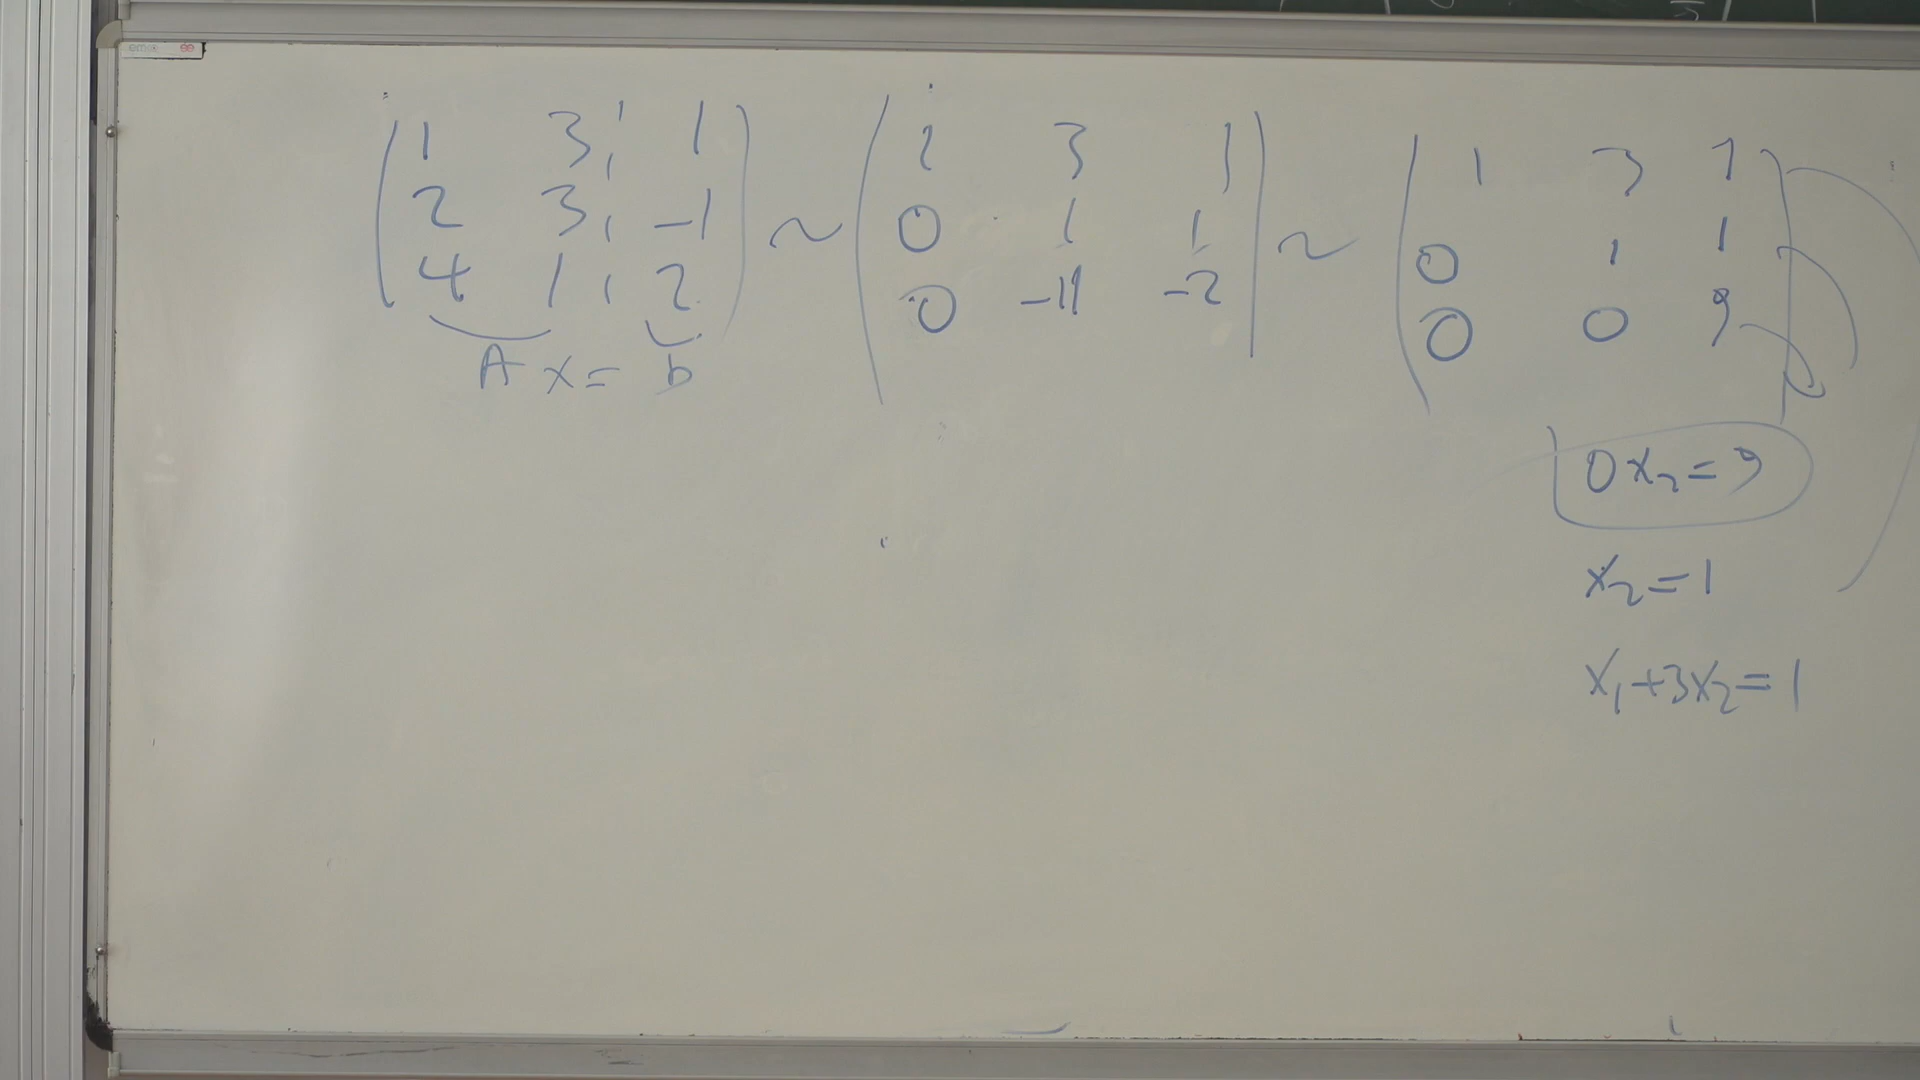 1 3 1 ~ 1 3 1 ~ 1 3 1
2 3 -1 0 1 1 0 1 1
4 1 2 0 -11 -2 0 0 9
A x = b
0x₂ = 9
x₂ = 1
x₁ + 3x₂ = 1